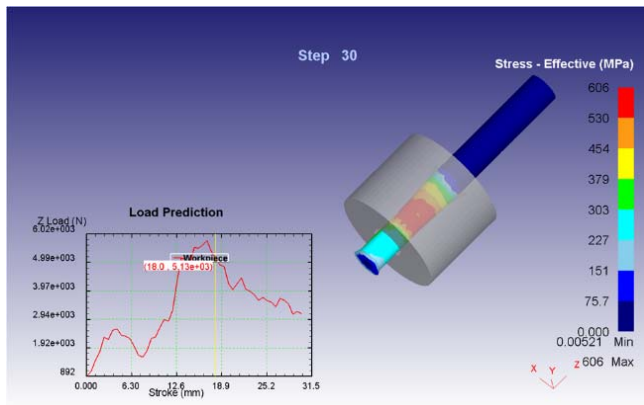 Step 30
Stress - Effective (MPa)
606
530
454
379
303
227
151
75.7
0.000
0.00521 Min
606 Max
X Y Z
Load Prediction
Z Load (N)
6.02e+003
4.99e+003
3.97e+003
2.94e+003
1.92e+003
892
Workpiece
(18.0 , 5.13e+03)
0.000 6.30 12.6 18.9 25.2 31.5
Stroke (mm)